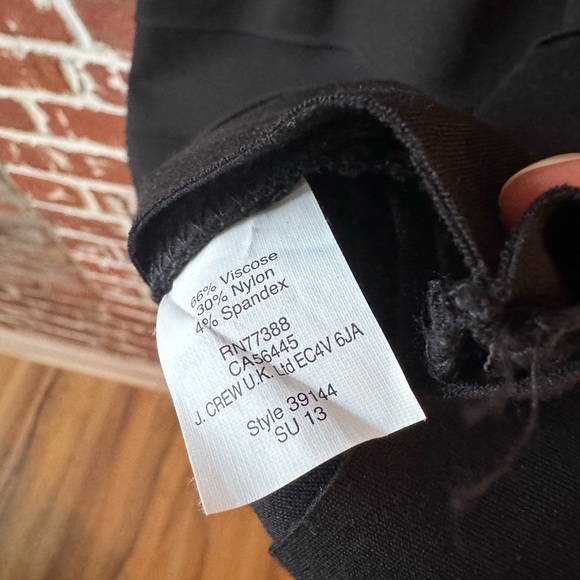 66% Viscose
30% Nylon
4% Spandex
RN77388
CA56445
J. CREW U.K. Ltd EC4V 6JA
Style 39144
SU 13